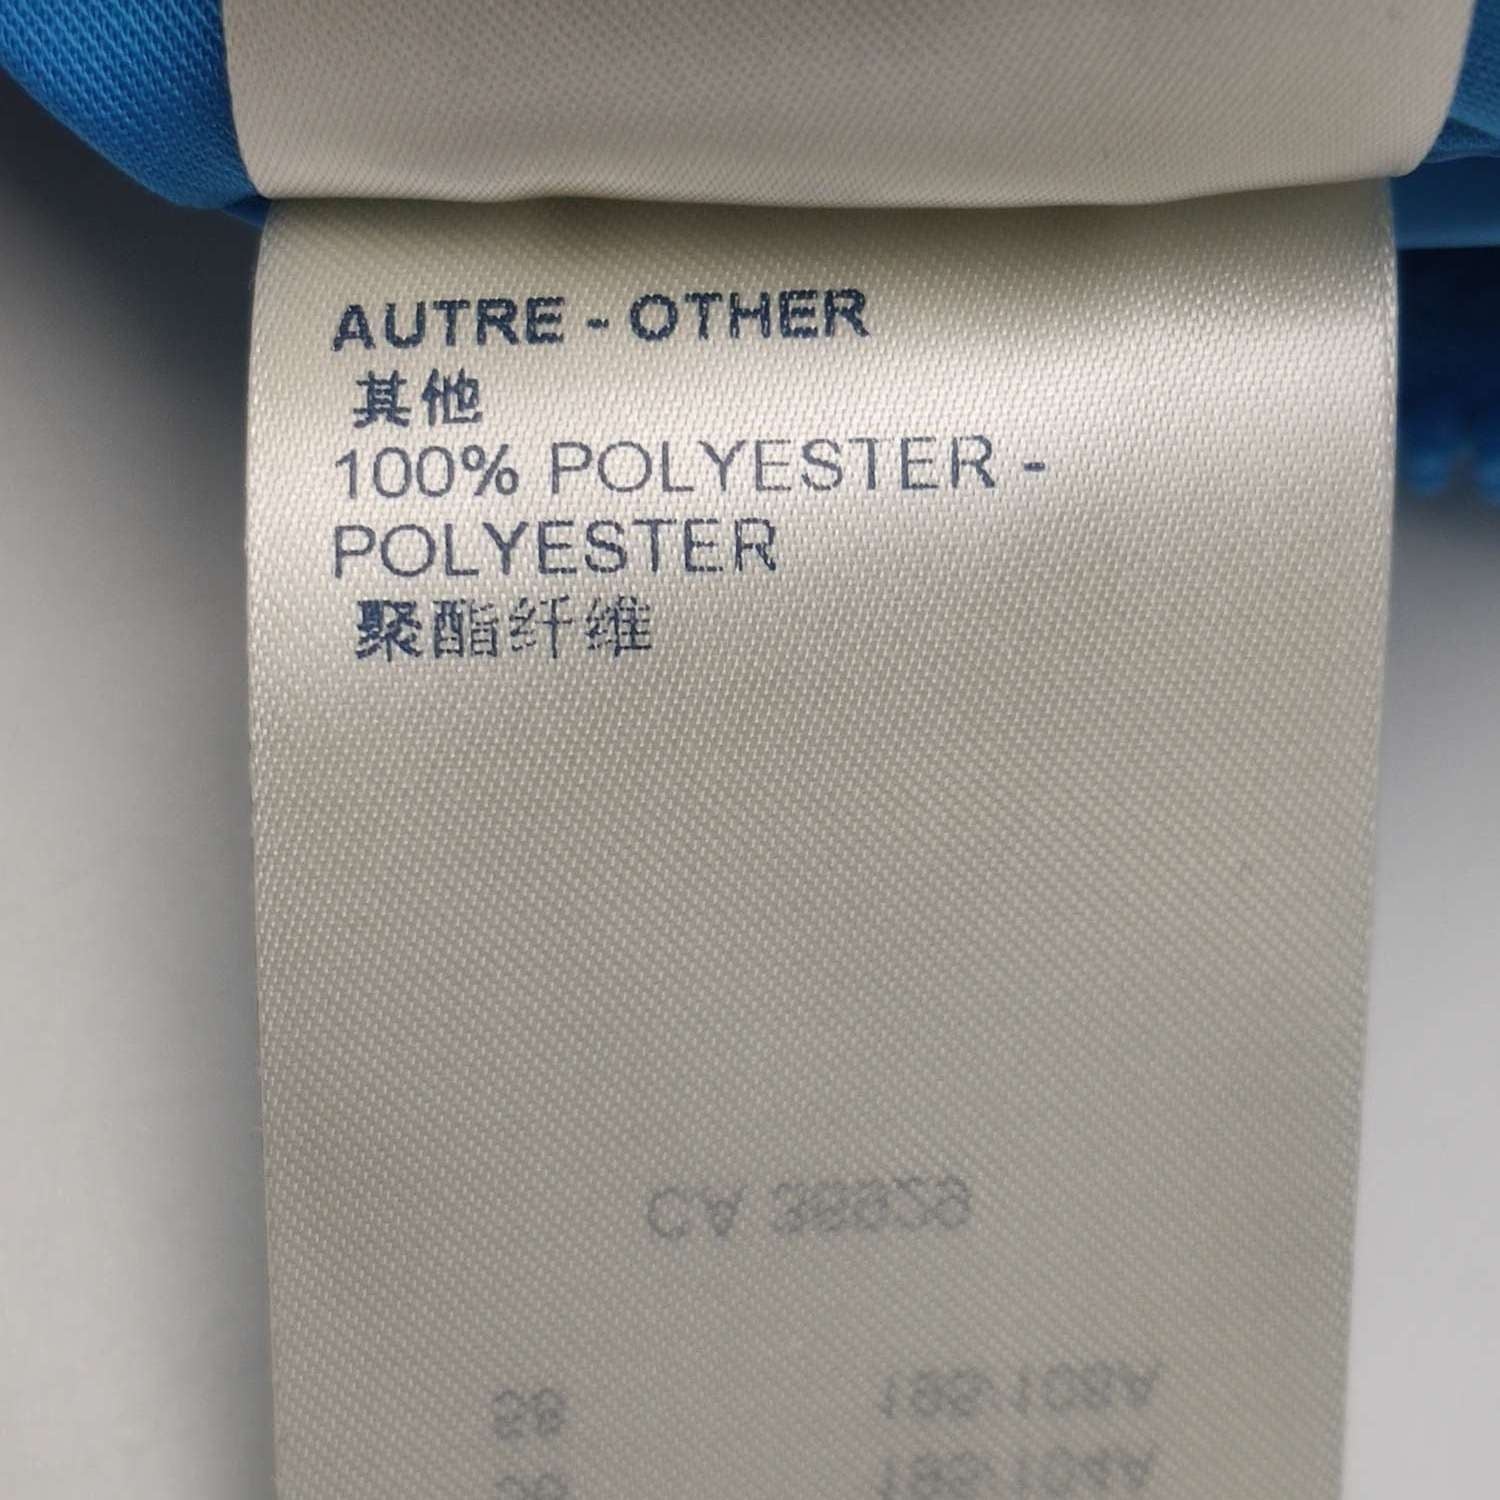 AUTRE - OTHER
其他
100% POLYESTER -
POLYESTER
聚酯纤维